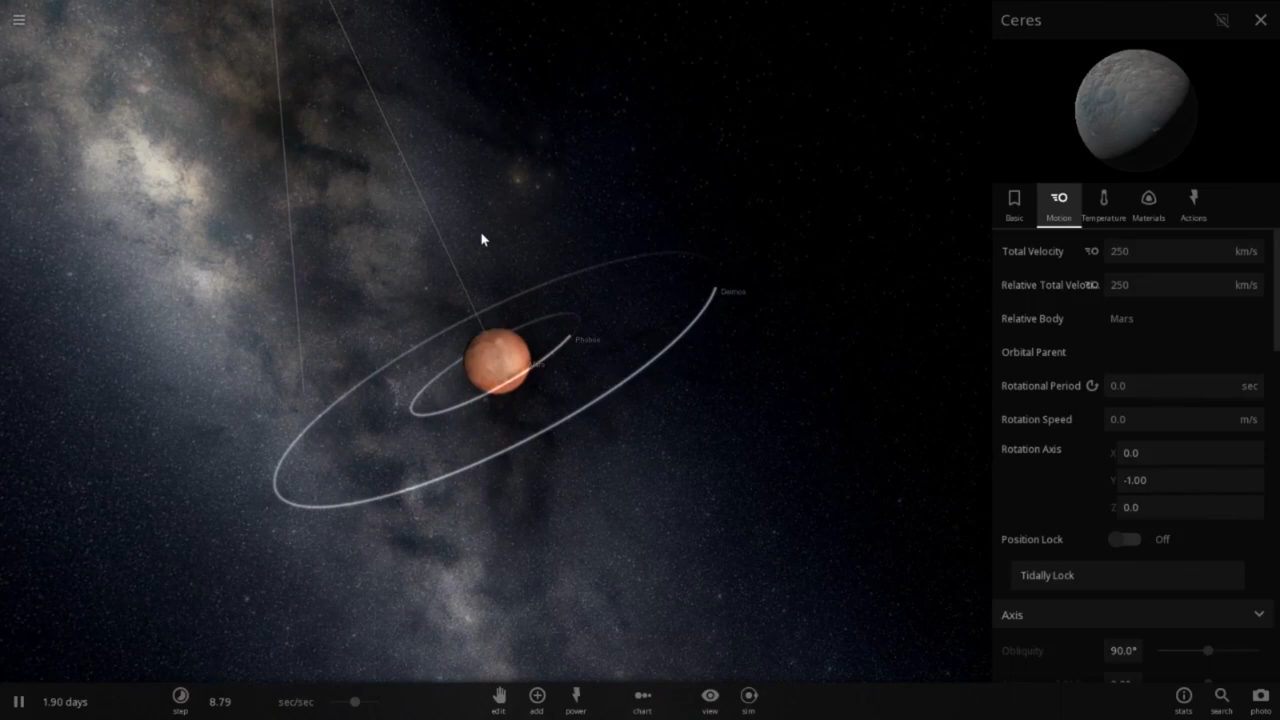 Ceres
Basic Motion Temperature Materials Actions
Total Velocity 250 km/s
Relative Total Velo 250 km/s
Relative Body Mars
Orbital Parent
Rotational Period 0.0 sec
Rotation Speed 0.0 m/s
Rotation Axis X 0.0
Y -1.00
Z 0.0
Position Lock Off
Tidally Lock
Axis
Obliquity 90.0°
Deimos
Phobos
1.90 days step 8.79 sec/sec edit add power chart view sim stats search photo